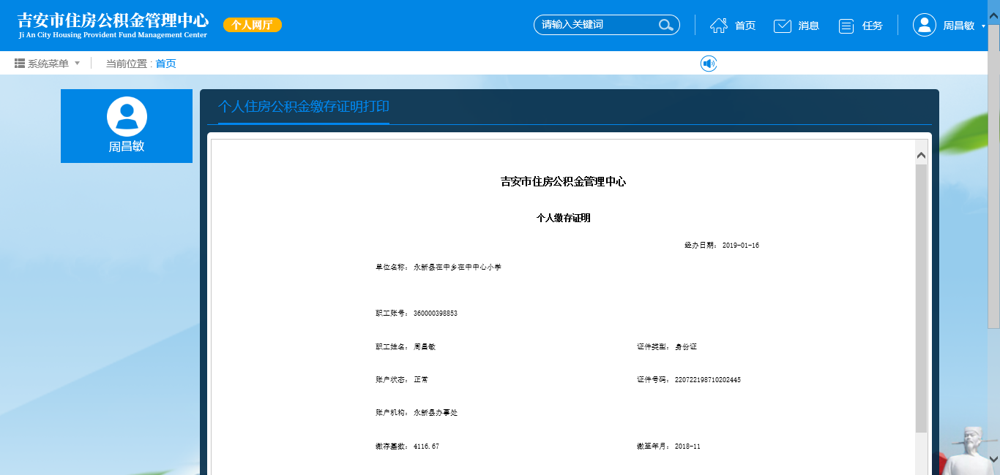 吉安市住房公积金管理中心
Ji An City Housing Provident Fund Management Center
个人网厅
请输入关键词
首页
消息
任务
周昌敏
系统菜单
当前位置 : 首页
周昌敏
个人住房公积金缴存证明打印
吉安市住房公积金管理中心
个人缴存证明
经办日期： 2019-01-16
单位名称： 永新县在中乡在中中心小学
职工账号： 360000398853
职工姓名： 周昌敏 证件类型： 身份证
账户状态： 正常 证件号码： 220722198710202445
账户机构： 永新县办事处
缴存基数： 4116.67 缴至年月： 2018-11